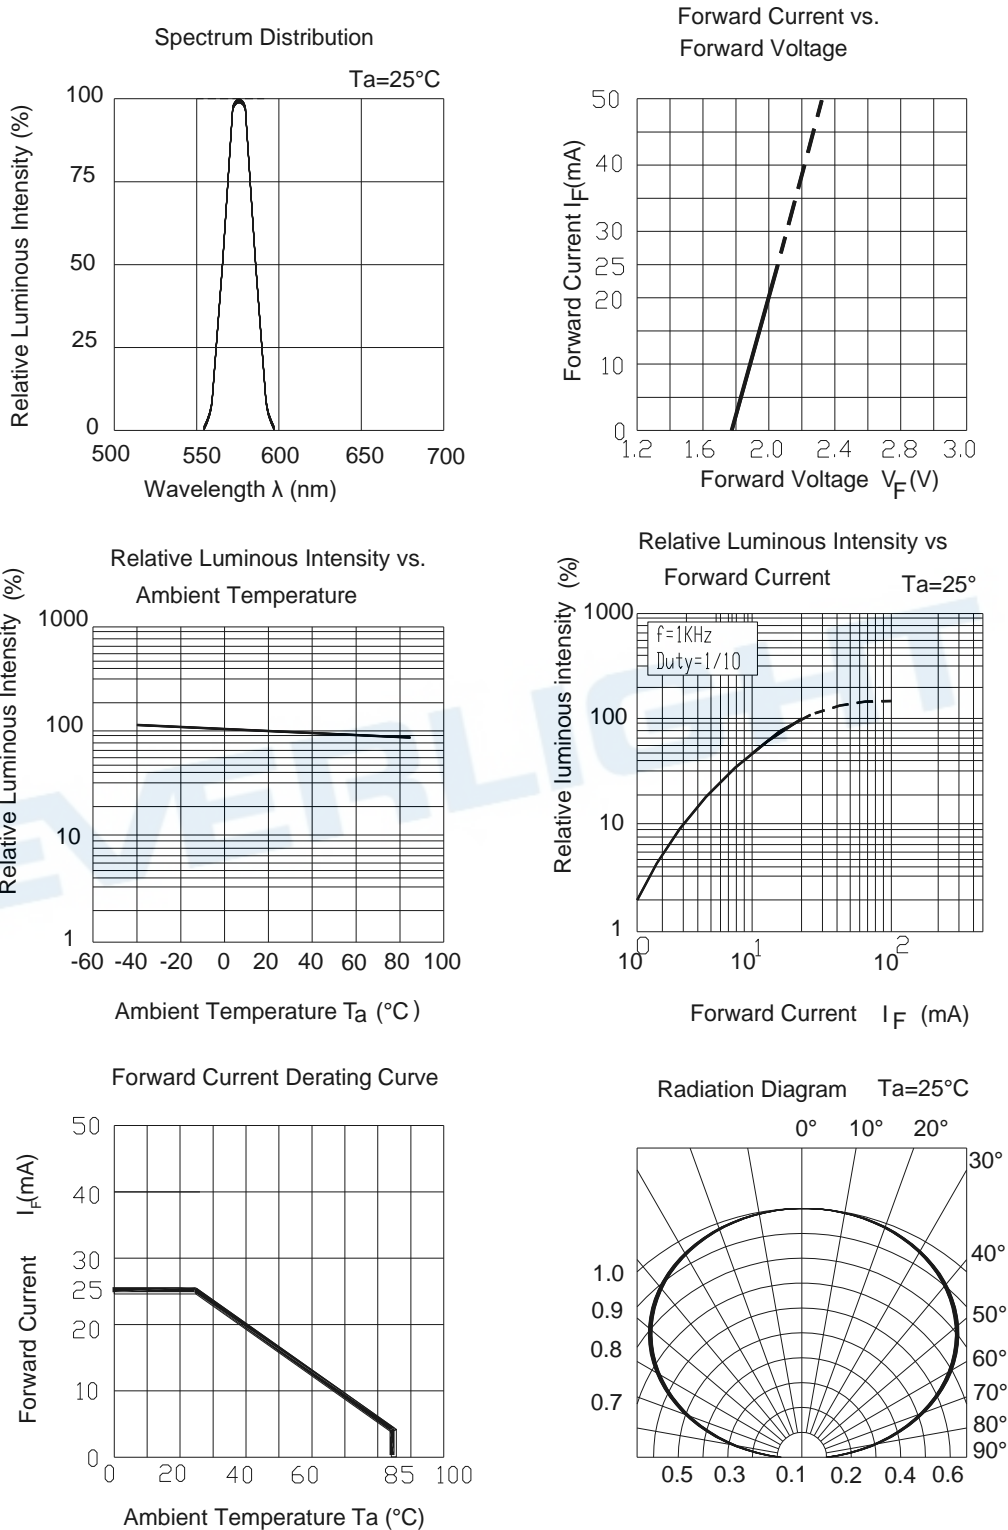 Spectrum Distribution
Ta=25°C
Relative Luminous Intensity (%)
100
75
50
25
0
500 550 600 650 700
Wavelength λ (nm)
Forward Current vs.
Forward Voltage
Forward Current IF(mA)
50
40
30
25
20
10
0
1.2 1.6 2.0 2.4 2.8 3.0
Forward Voltage VF(V)
Relative Luminous Intensity vs.
Ambient Temperature
Relative Luminous Intensity (%)
1000
100
10
1
-60 -40 -20 0 20 40 60 80 100
Ambient Temperature Ta (°C)
Relative Luminous Intensity vs
Forward Current
Ta=25°
Relative luminous intensity (%)
f=1KHz
Duty=1/10
1000
100
10
1
10⁰ 10¹ 10²
Forward Current IF (mA)
EVERLIGHT
Forward Current Derating Curve
Forward Current IF(mA)
50
40
30
25
20
10
0
0 20 40 60 85 100
Ambient Temperature Ta (°C)
Radiation Diagram Ta=25°C
0° 10° 20°
30°
40°
50°
60°
70°
80°
90°
1.0
0.9
0.8
0.7
0.5 0.3 0.1 0.2 0.4 0.6